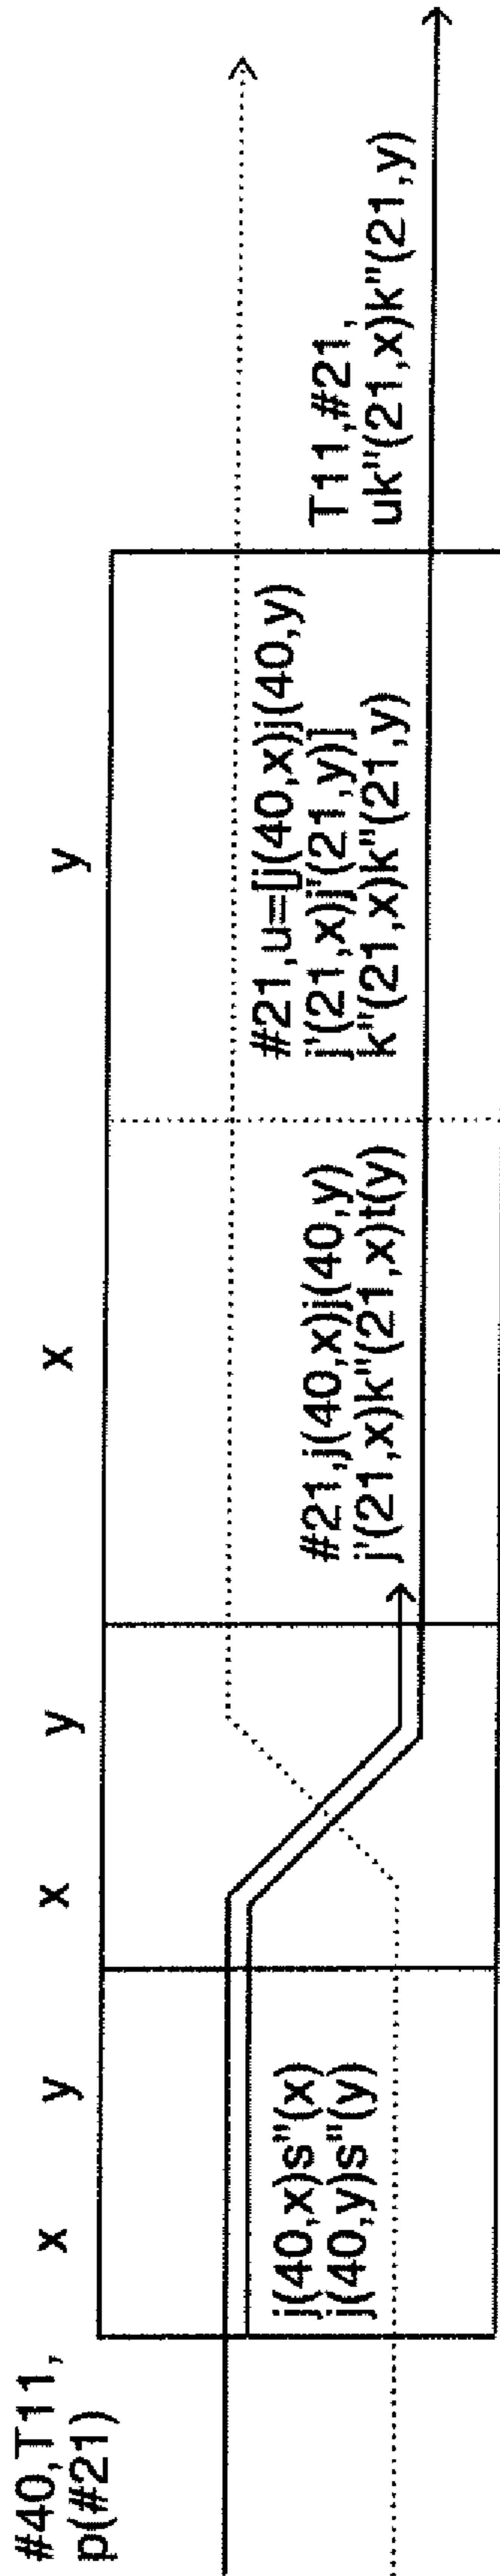 #40,T11,
p(#21)
x y x y x y
j(40,x)s"(x)
j(40,y)s"(y)
#21,j(40,x)j(40,y)
j'(21,x)k"(21,x)t(y)
#21,u=[j(40,x)j(40,y)
j'(21,x)j'(21,y)]
k"(21,x)k"(21,y)
T11,#21,
uk"(21,x)k"(21,y)